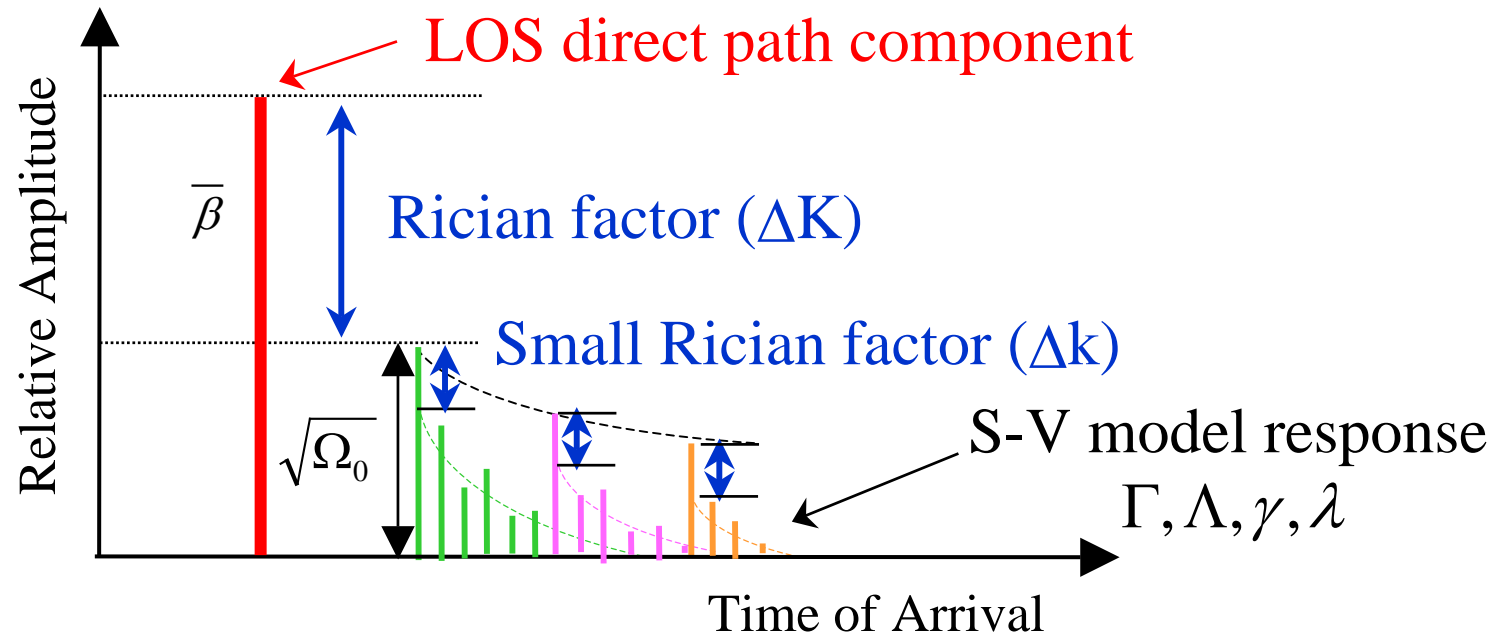 LOS direct path component
Relative Amplitude
β̅
Rician factor (ΔK)
Small Rician factor (Δk)
√Ω₀
S-V model response
Γ, Λ, γ, λ
Time of Arrival